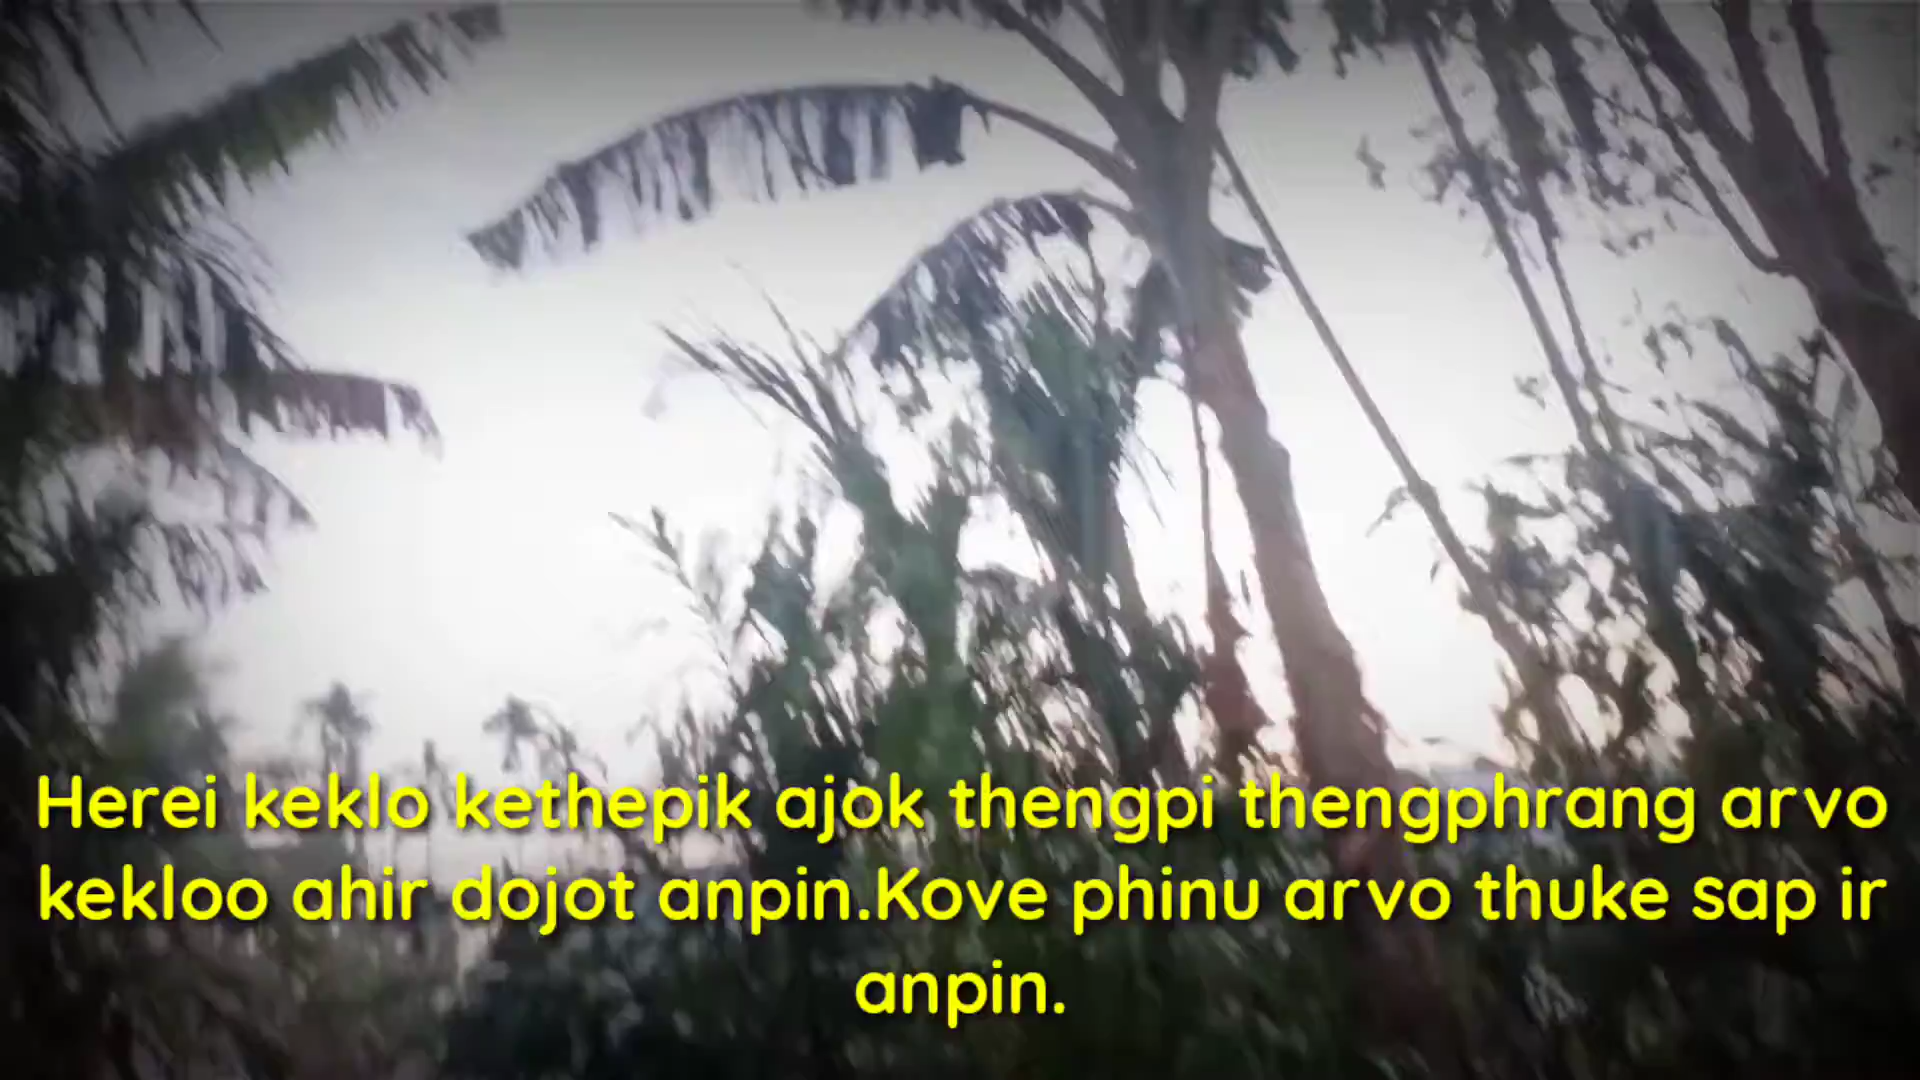 Herei keklo kethepik ajok thengpi thengphrang arvo
kekloo ahir dojot anpin.Kove phinu arvo thuke sap ir
anpin.